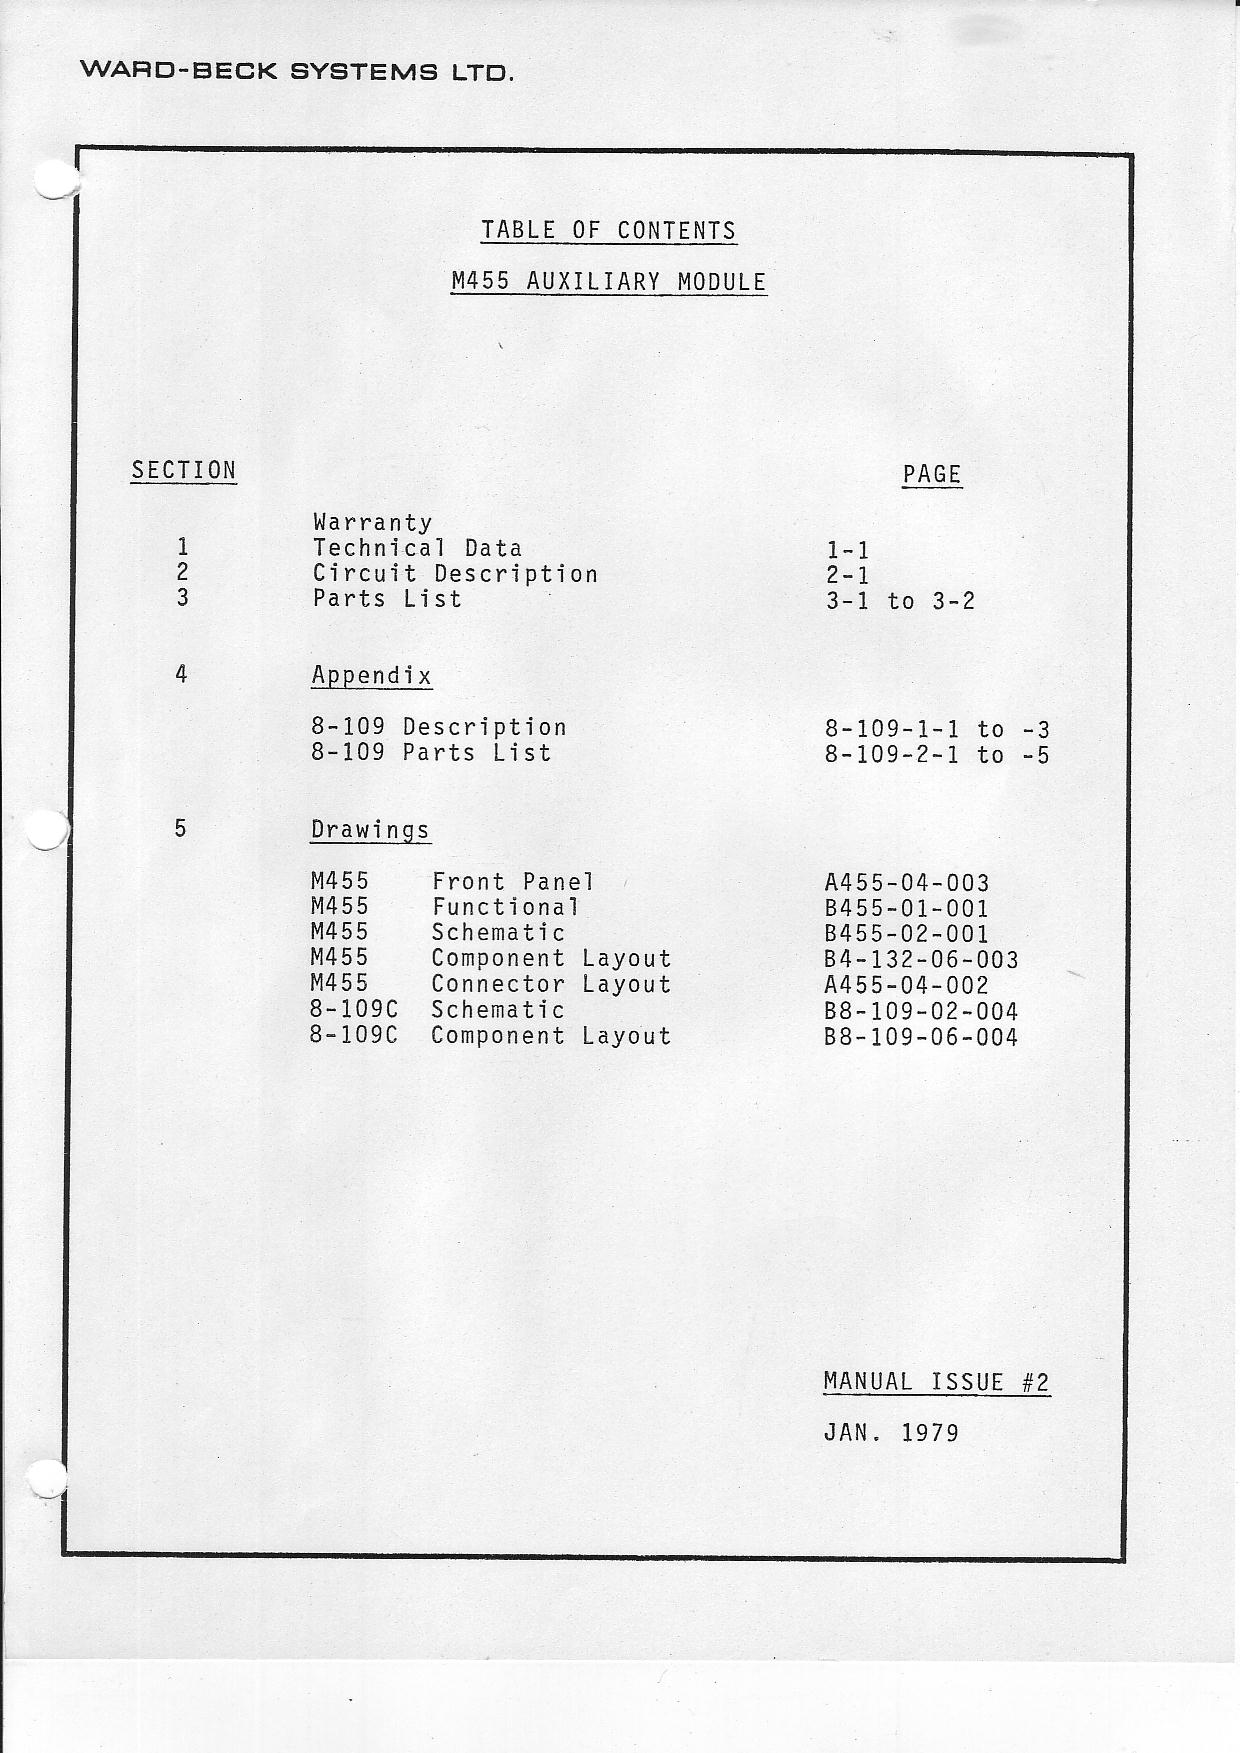 WARD-BECK SYSTEMS LTD.
TABLE OF CONTENTS
M455 AUXILIARY MODULE
SECTION PAGE
Warranty
1 Technical Data 1-1
2 Circuit Description 2-1
3 Parts List 3-1 to 3-2
4 Appendix
8-109 Description 8-109-1-1 to -3
8-109 Parts List 8-109-2-1 to -5
5 Drawings
M455 Front Panel A455-04-003
M455 Functional B455-01-001
M455 Schematic B455-02-001
M455 Component Layout B4-132-06-003
M455 Connector Layout A455-04-002
8-109C Schematic B8-109-02-004
8-109C Component Layout B8-109-06-004
MANUAL ISSUE #2
JAN. 1979